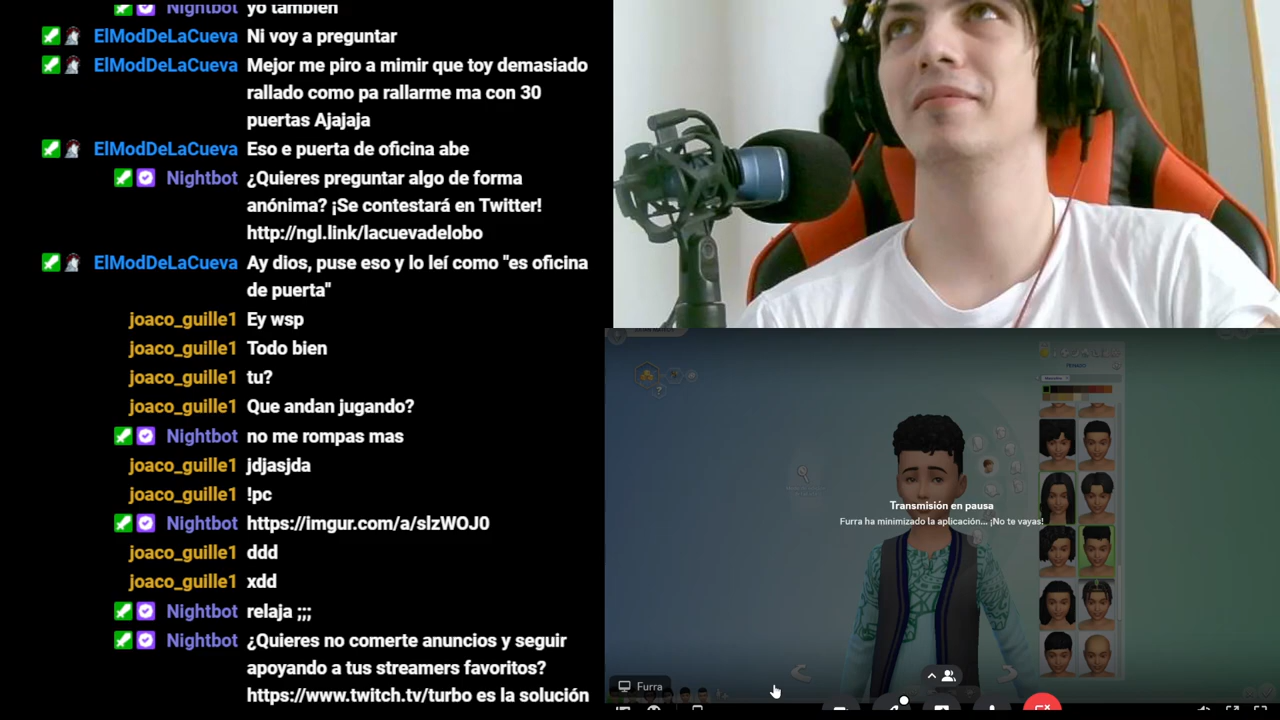 Nightbot yo también
ElModDeLaCueva Ni voy a preguntar
ElModDeLaCueva Mejor me piro a mimir que toy demasiado
rallado como pa rallarme ma con 30
puertas Ajajaja
ElModDeLaCueva Eso e puerta de oficina abe
Nightbot ¿Quieres preguntar algo de forma
anónima? ¡Se contestará en Twitter!
http://ngl.link/lacuevadelobo
ElModDeLaCueva Ay dios, puse eso y lo leí como "es oficina
de puerta"
joaco_guille1 Ey wsp
joaco_guille1 Todo bien
joaco_guille1 tu?
joaco_guille1 Que andan jugando?
Nightbot no me rompas mas
joaco_guille1 jdjasjda
joaco_guille1 !pc
Nightbot https://imgur.com/a/slzWOJ0
joaco_guille1 ddd
joaco_guille1 xdd
Nightbot relaja ;;;
Nightbot ¿Quieres no comerte anuncios y seguir
apoyando a tus streamers favoritos?
https://www.twitch.tv/turbo es la solución
Transmisión en pausa
Furra ha minimizado la aplicación... ¡No te vayas!
Furra